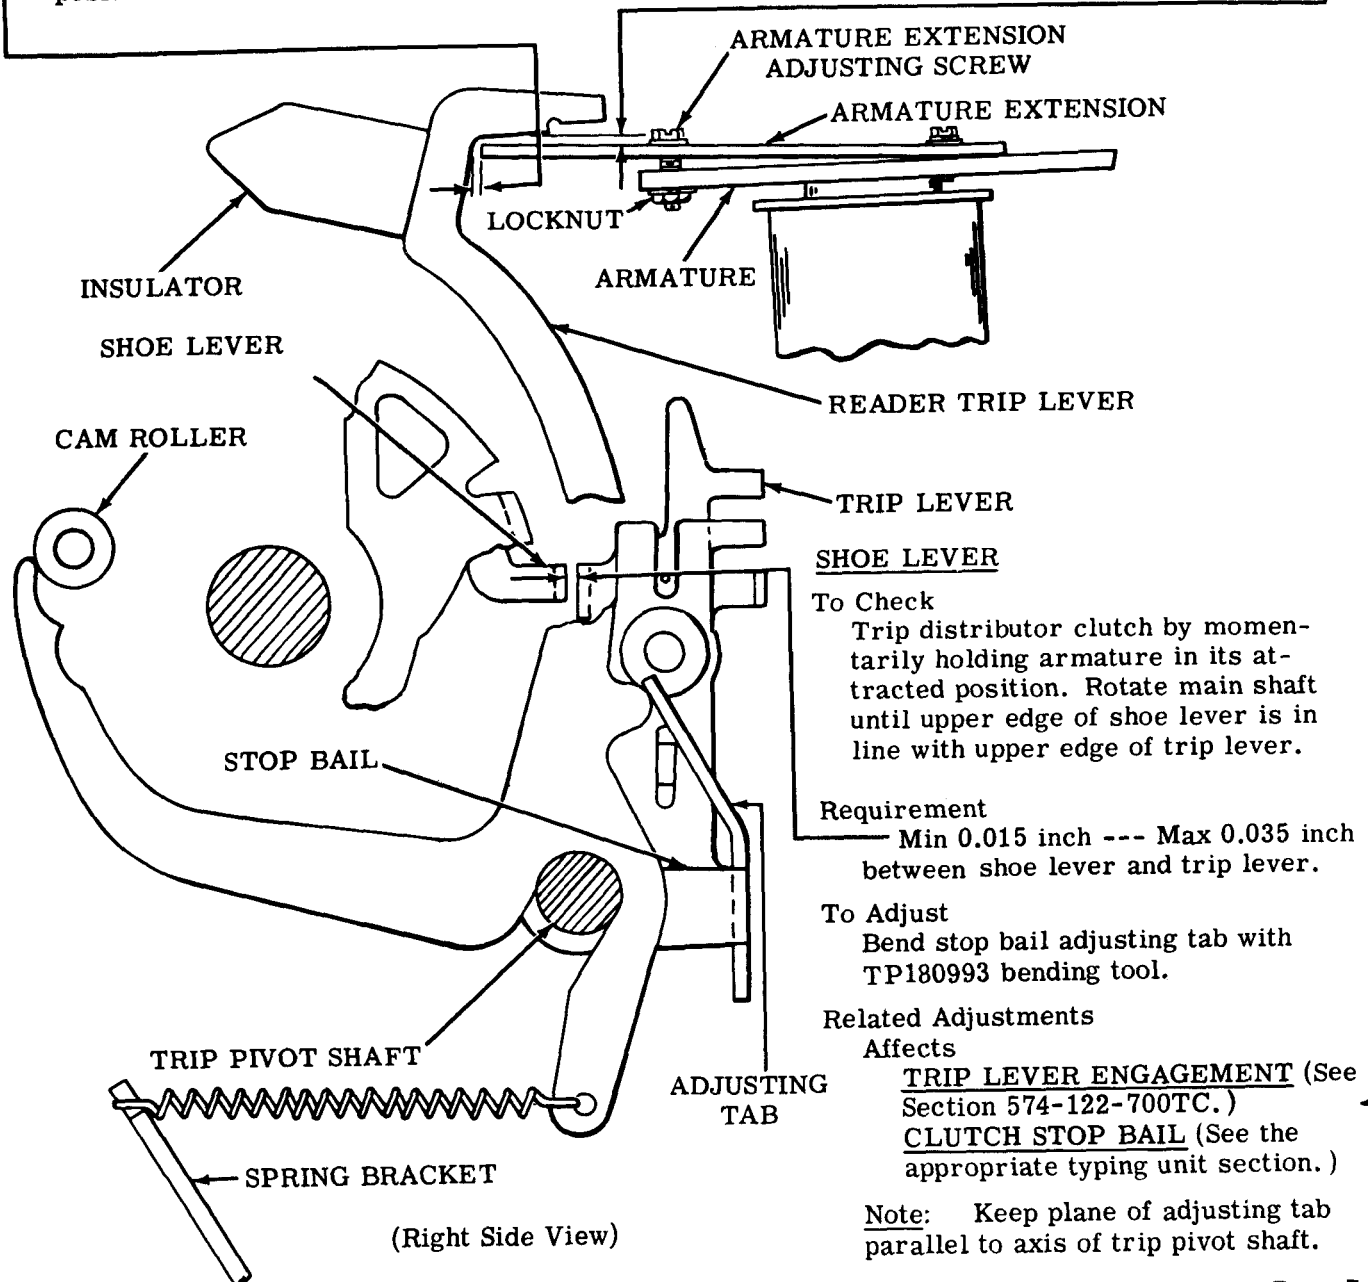 ARMATURE EXTENSION
ADJUSTING SCREW
ARMATURE EXTENSION
LOCKNUT
ARMATURE
INSULATOR
SHOE LEVER
READER TRIP LEVER
CAM ROLLER
TRIP LEVER
SHOE LEVER
To Check
Trip distributor clutch by momen-
tarily holding armature in its at-
tracted position. Rotate main shaft
until upper edge of shoe lever is in
line with upper edge of trip lever.
STOP BAIL
Requirement
Min 0.015 inch --- Max 0.035 inch
between shoe lever and trip lever.
To Adjust
Bend stop bail adjusting tab with
TP180993 bending tool.
Related Adjustments
Affects
TRIP LEVER ENGAGEMENT (See
Section 574-122-700TC.)
CLUTCH STOP BAIL (See the
appropriate typing unit section.)
TRIP PIVOT SHAFT
ADJUSTING
TAB
SPRING BRACKET
(Right Side View)
Note: Keep plane of adjusting tab
parallel to axis of trip pivot shaft.